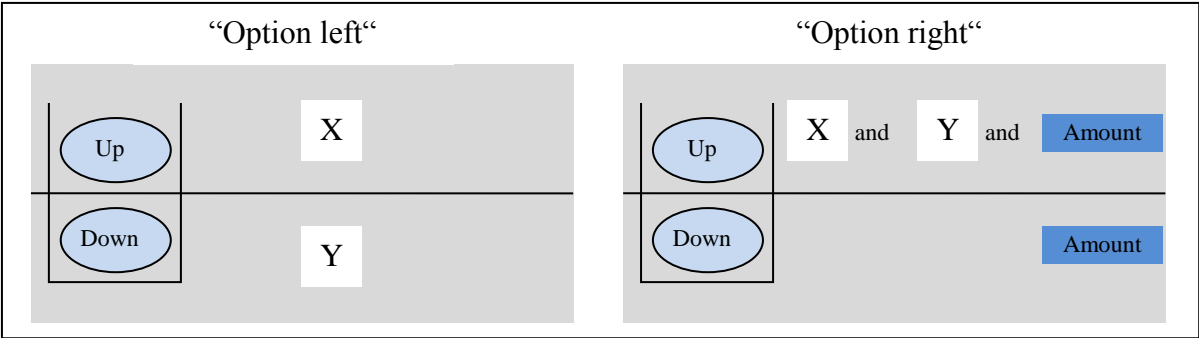 “Option left“
“Option right“
Up
X
Down
Y
Up
X and Y and Amount
Down
Amount